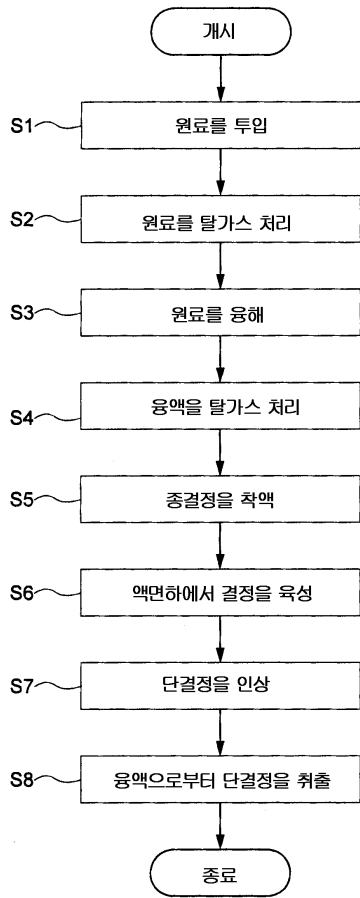 개시
S1 원료를 투입
S2 원료를 탈가스 처리
S3 원료를 융해
S4 융액을 탈가스 처리
S5 종결정을 착액
S6 액면하에서 결정을 육성
S7 단결정을 인상
S8 융액으로부터 단결정을 취출
종료